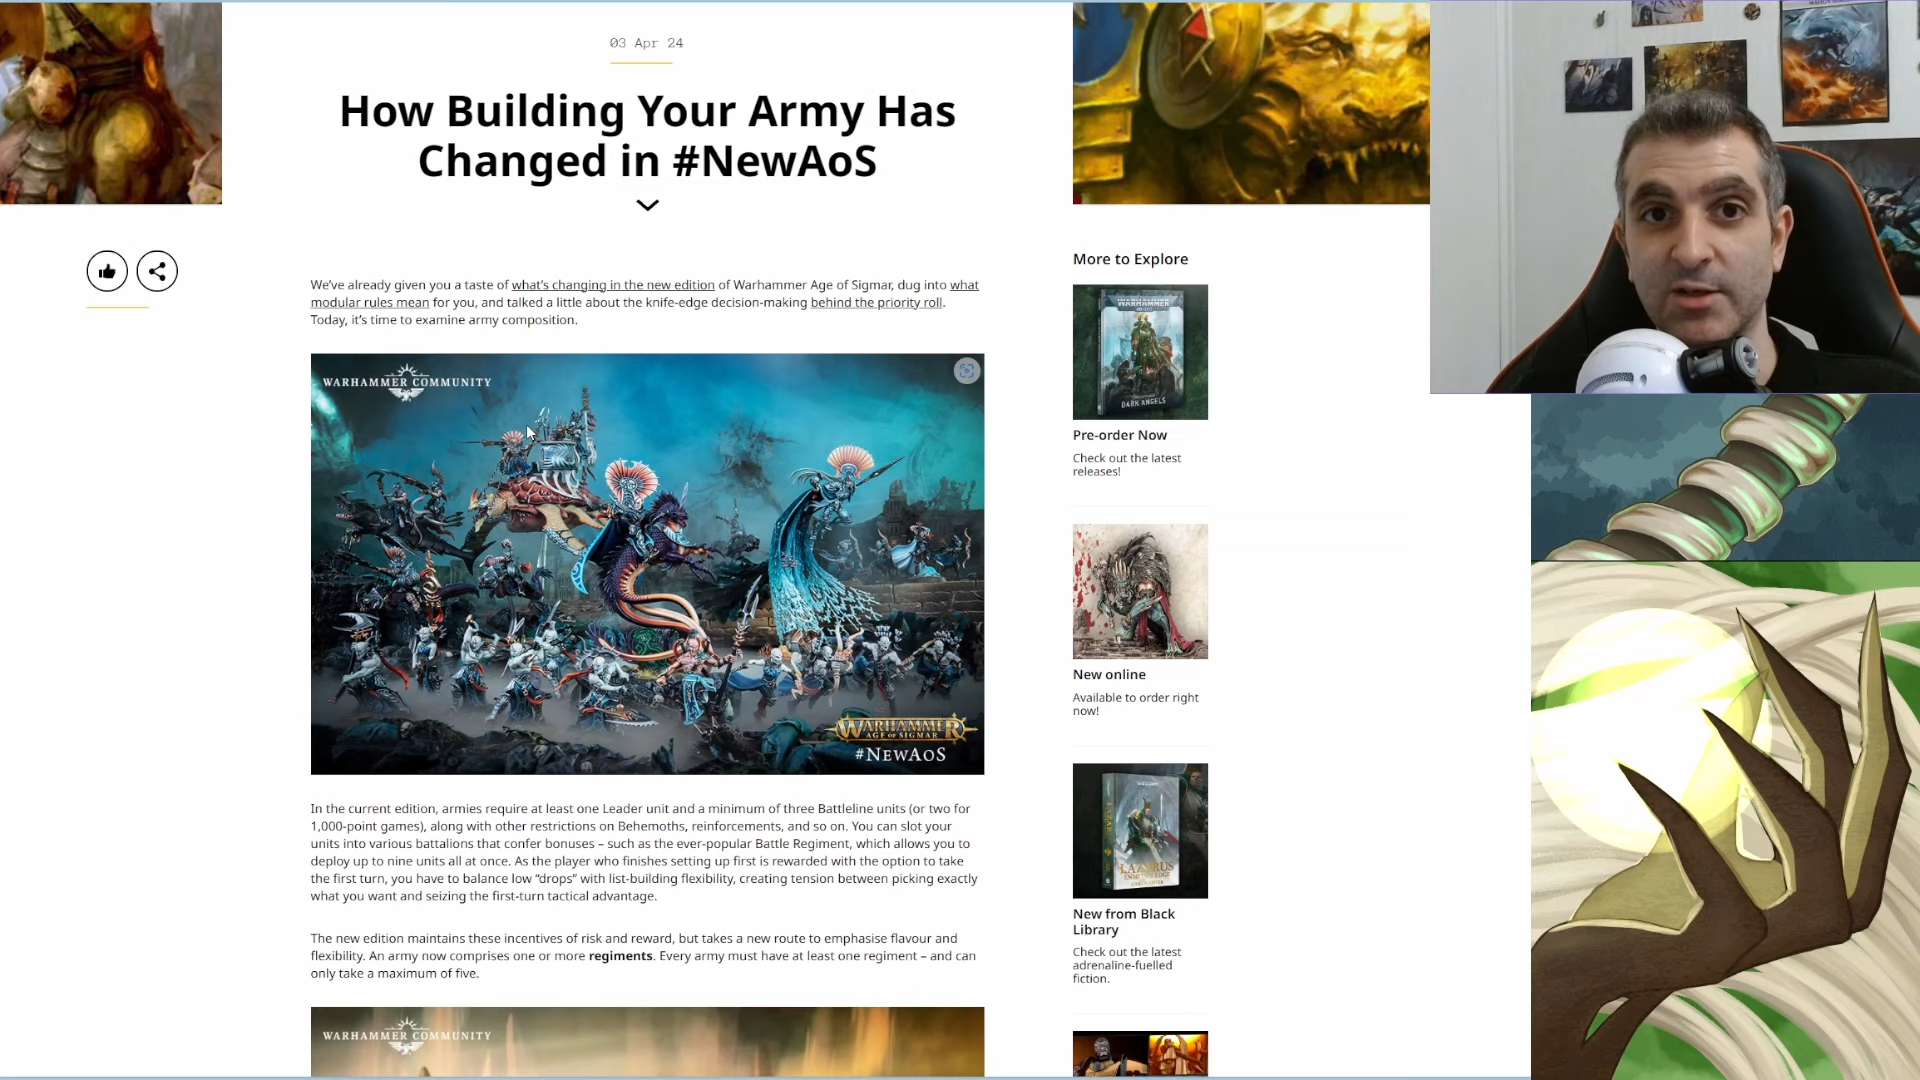 03 Apr 24
How Building Your Army Has
Changed in #NewAoS
We've already given you a taste of what's changing in the new edition of Warhammer Age of Sigmar, dug into what
modular rules mean for you, and talked a little about the knife-edge decision-making behind the priority roll.
Today, it's time to examine army composition.
WARHAMMER COMMUNITY
WARHAMMER
AGE OF SIGMAR
#NEWAOS
In the current edition, armies require at least one Leader unit and a minimum of three Battleline units (or two for
1,000-point games), along with other restrictions on Behemoths, reinforcements, and so on. You can slot your
units into various battalions that confer bonuses – such as the ever-popular Battle Regiment, which allows you to
deploy up to nine units all at once. As the player who finishes setting up first is rewarded with the option to take
the first turn, you have to balance low “drops” with list-building flexibility, creating tension between picking exactly
what you want and seizing the first-turn tactical advantage.
The new edition maintains these incentives of risk and reward, but takes a new route to emphasise flavour and
flexibility. An army now comprises one or more regiments. Every army must have at least one regiment – and can
only take a maximum of five.
WARHAMMER COMMUNITY
More to Explore
WARHAMMER
DARK ANGELS
Pre-order Now
Check out the latest
releases!
New online
Available to order right
now!
LAZARUS
New from Black
Library
Check out the latest
adrenaline-fuelled
fiction.